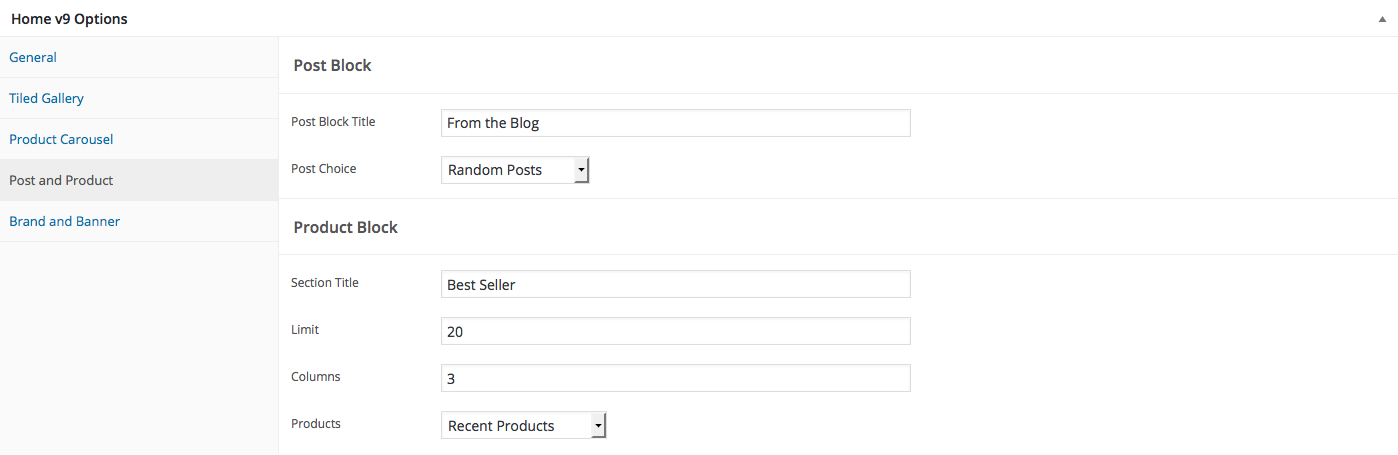 Home v9 Options
General
Tiled Gallery
Product Carousel
Post and Product
Brand and Banner
Post Block
Post Block Title From the Blog
Post Choice Random Posts
Product Block
Section Title Best Seller
Limit 20
Columns 3
Products Recent Products